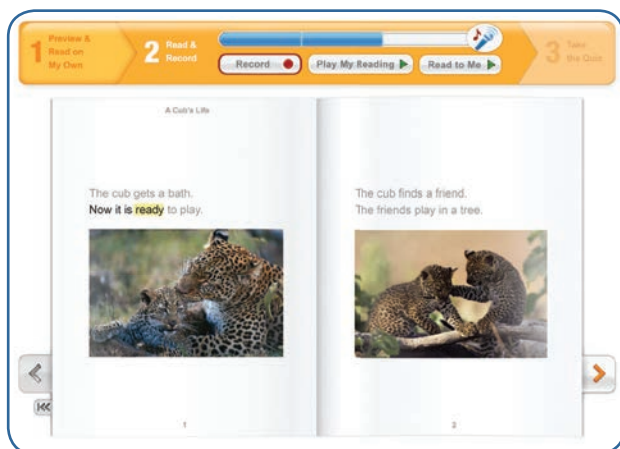 1 Preview &
Read on
My Own
2 Read &
Record
Record
Play My Reading
Read to Me
3 Take
the Quiz
A Cub's Life
The cub gets a bath.
Now it is ready to play.
1
The cub finds a friend.
The friends play in a tree.
2